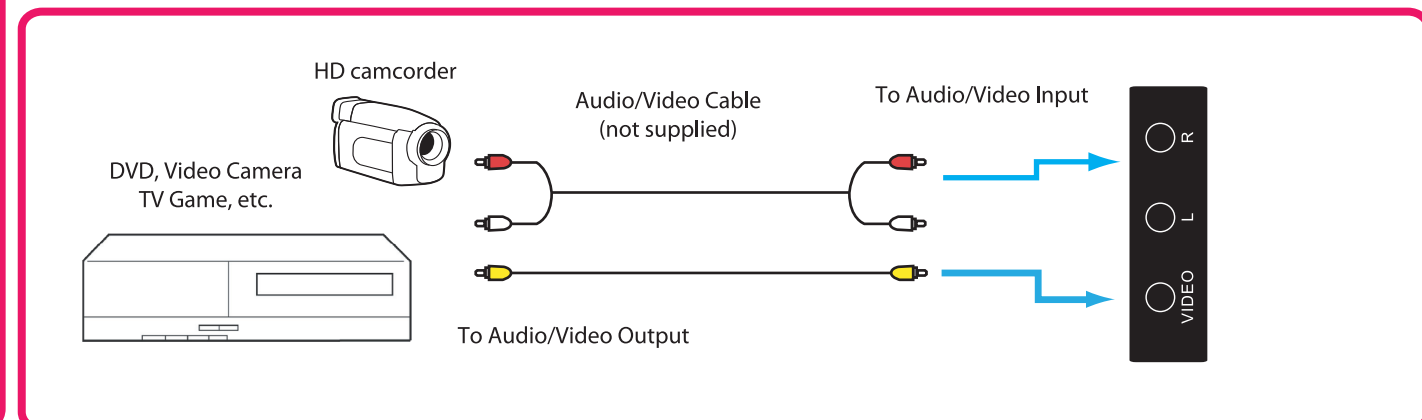 HD camcorder
Audio/Video Cable
(not supplied)
To Audio/Video Input
DVD, Video Camera
TV Game, etc.
To Audio/Video Output
R
L
VIDEO